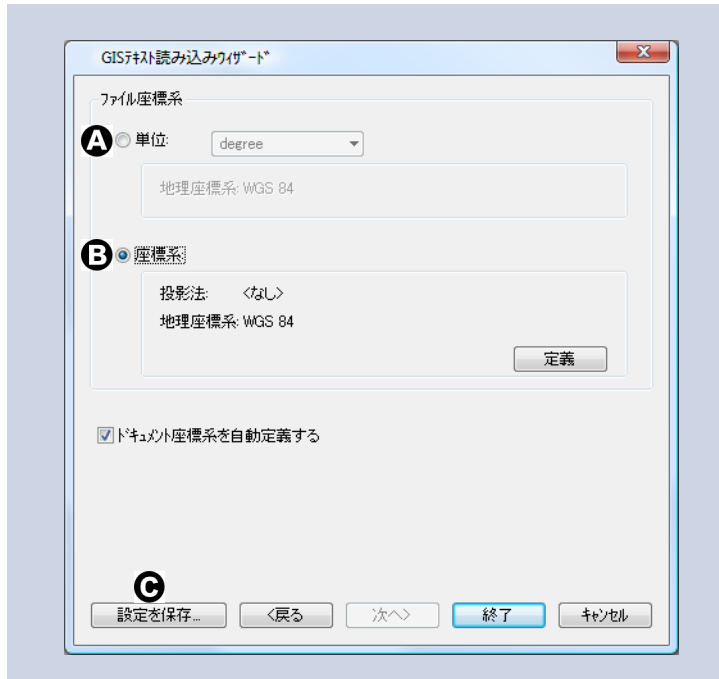 GISﾃｷｽﾄ読み込みｳｨｻﾞｰﾄﾞ
ﾌｧｲﾙ座標系
A 単位: degree
地理座標系: WGS 84
B 座標系:
投影法: <なし>
地理座標系: WGS 84
定義
ﾄﾞｷｭﾒﾝﾄ座標系を自動定義する
C
設定を保存... <戻る 次へ> 終了 ｷｬﾝｾﾙ